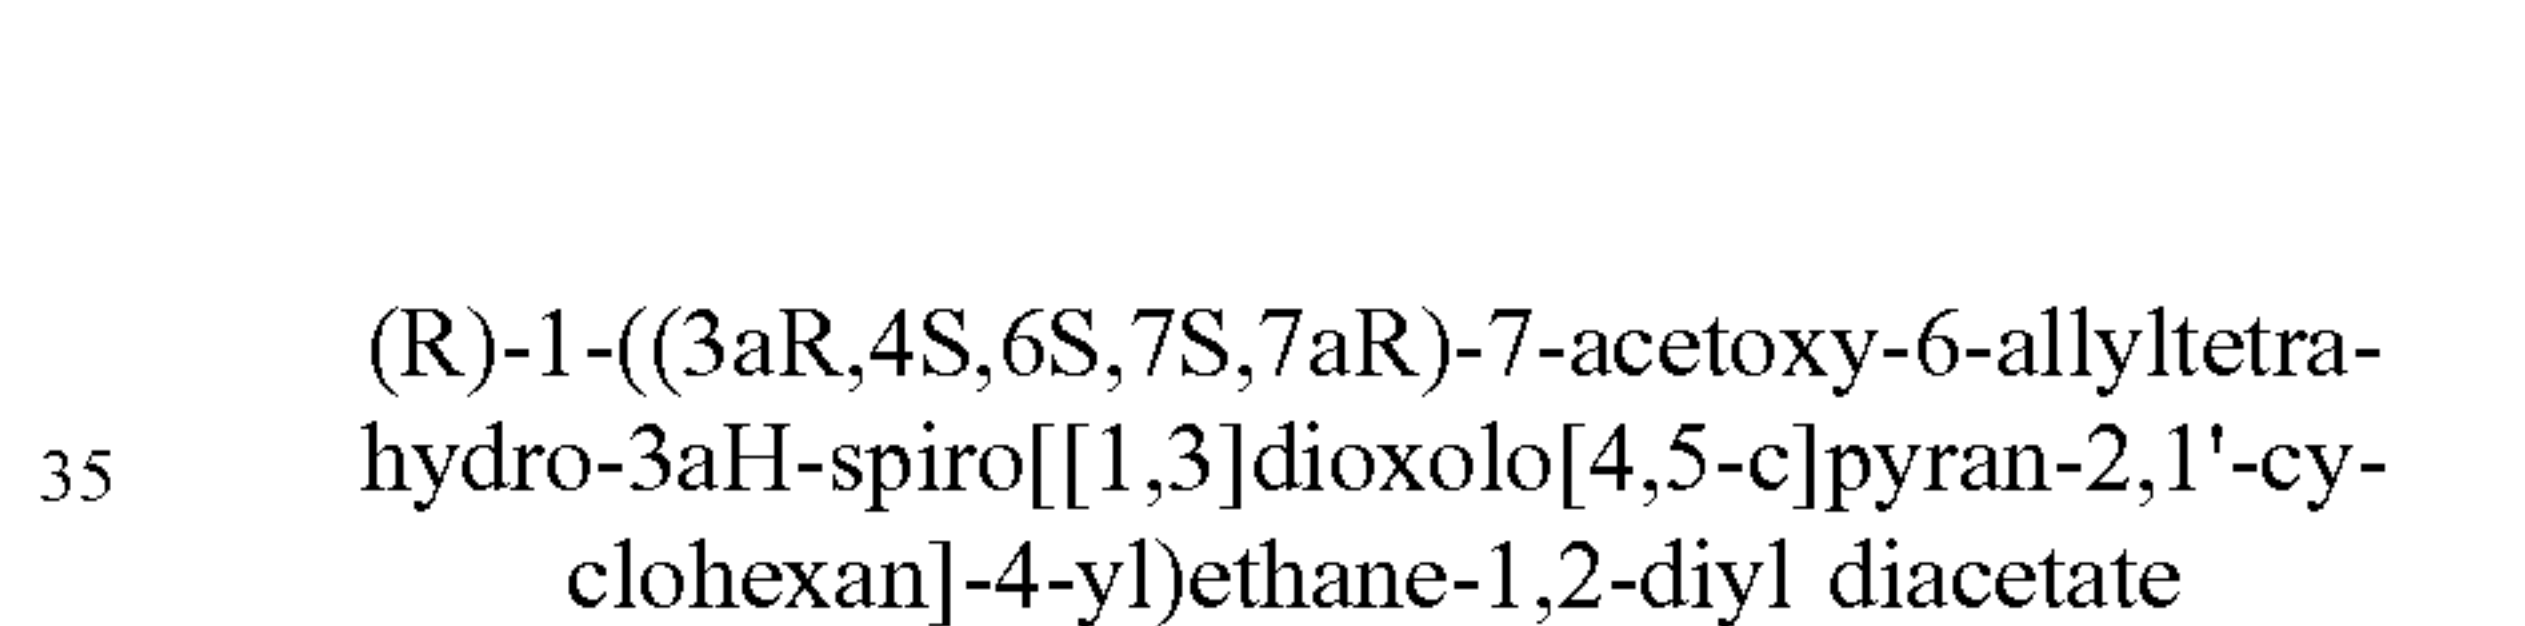 (R)-1-((3aR,4S,6S,7S,7aR)-7-acetoxy-6-allyltetra-
35 hydro-3aH-spiro[[1,3]dioxolo[4,5-c]pyran-2,1'-cy-
clohexan]-4-yl)ethane-1,2-diyl diacetate